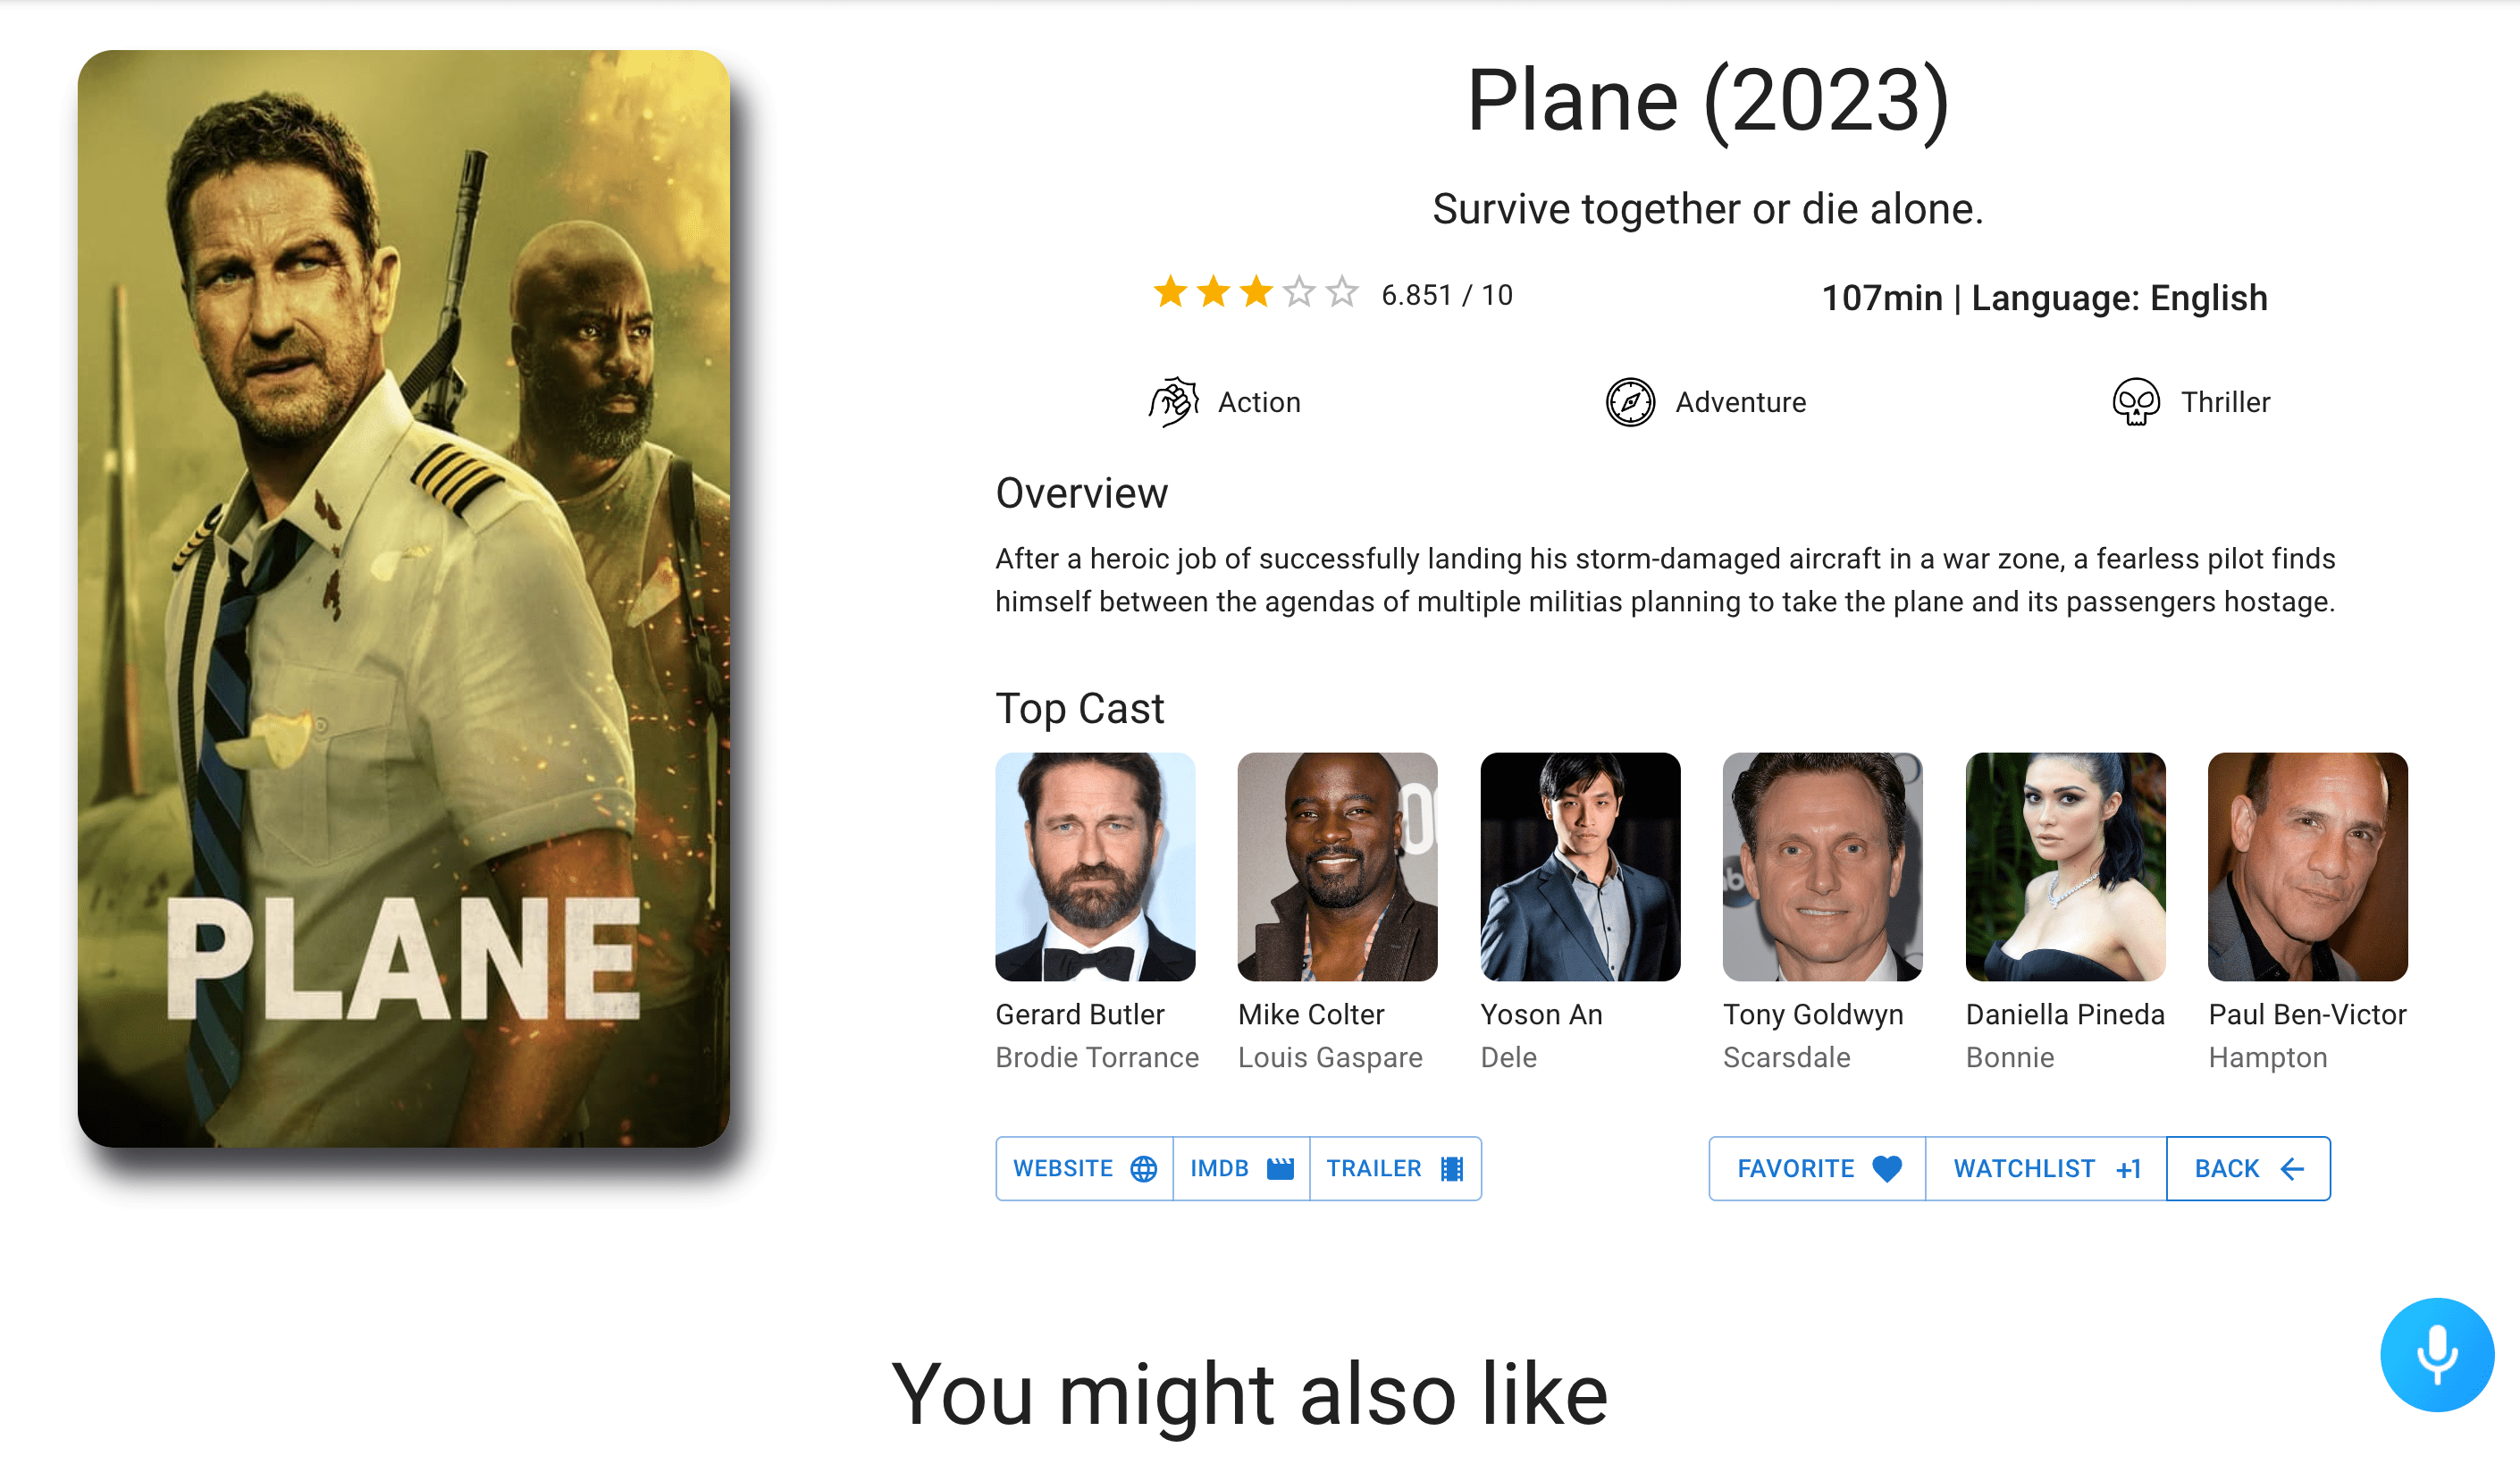 Plane (2023)
Survive together or die alone.
6.851 / 10
107min | Language: English
Action
Adventure
Thriller
Overview
After a heroic job of successfully landing his storm-damaged aircraft in a war zone, a fearless pilot finds
himself between the agendas of multiple militias planning to take the plane and its passengers hostage.
Top Cast
Gerard Butler
Brodie Torrance
Mike Colter
Louis Gaspare
Yoson An
Dele
Tony Goldwyn
Scarsdale
Daniella Pineda
Bonnie
Paul Ben-Victor
Hampton
PLANE
WEBSITE
IMDB
TRAILER
FAVORITE
WATCHLIST +1
BACK
You might also like